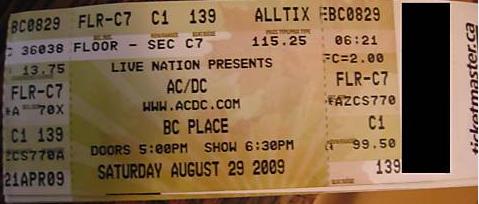 BC0829 FLR-C7 C1 139 ALLTIX EBC0829
C 36038 FLOOR - SEC C7 115.25 06:21
13.75 LIVE NATION PRESENTS FC=2.00
FLR-C7 AC/DC FLR-C7
A 70X WWW.ACDC.COM AZCS770
C1 139 BC PLACE C1
ZCS770A DOORS 5:00PM SHOW 6:30PM 99.50
21APR09 SATURDAY AUGUST 29 2009 139
ticketmaster.ca